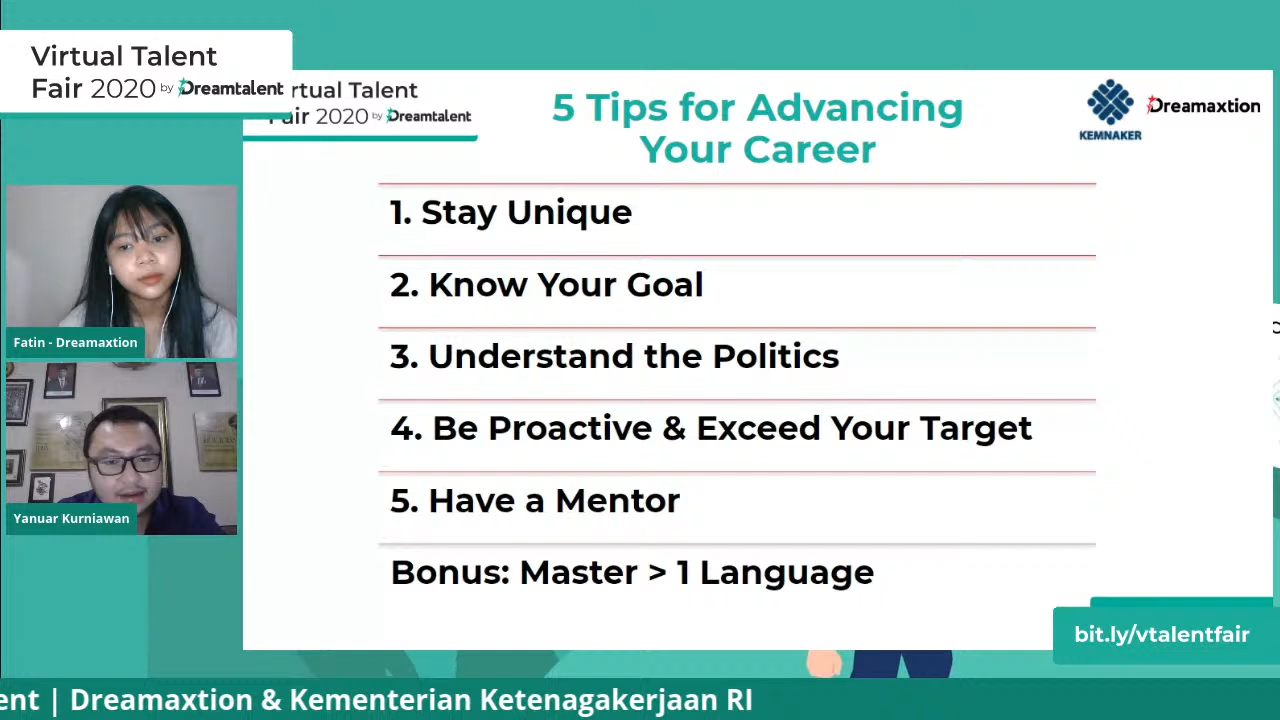 Virtual Talent
Fair 2020 by Dreamtalent
rtual Talent
Fair 2020 by Dreamtalent
5 Tips for Advancing
Your Career
KEMNAKER
Dreamaxtion
1. Stay Unique
2. Know Your Goal
3. Understand the Politics
4. Be Proactive & Exceed Your Target
5. Have a Mentor
Bonus: Master > 1 Language
Fatin - Dreamaxtion
Yanuar Kurniawan
bit.ly/vtalentfair
ent | Dreamaxtion & Kementerian Ketenagakerjaan RI